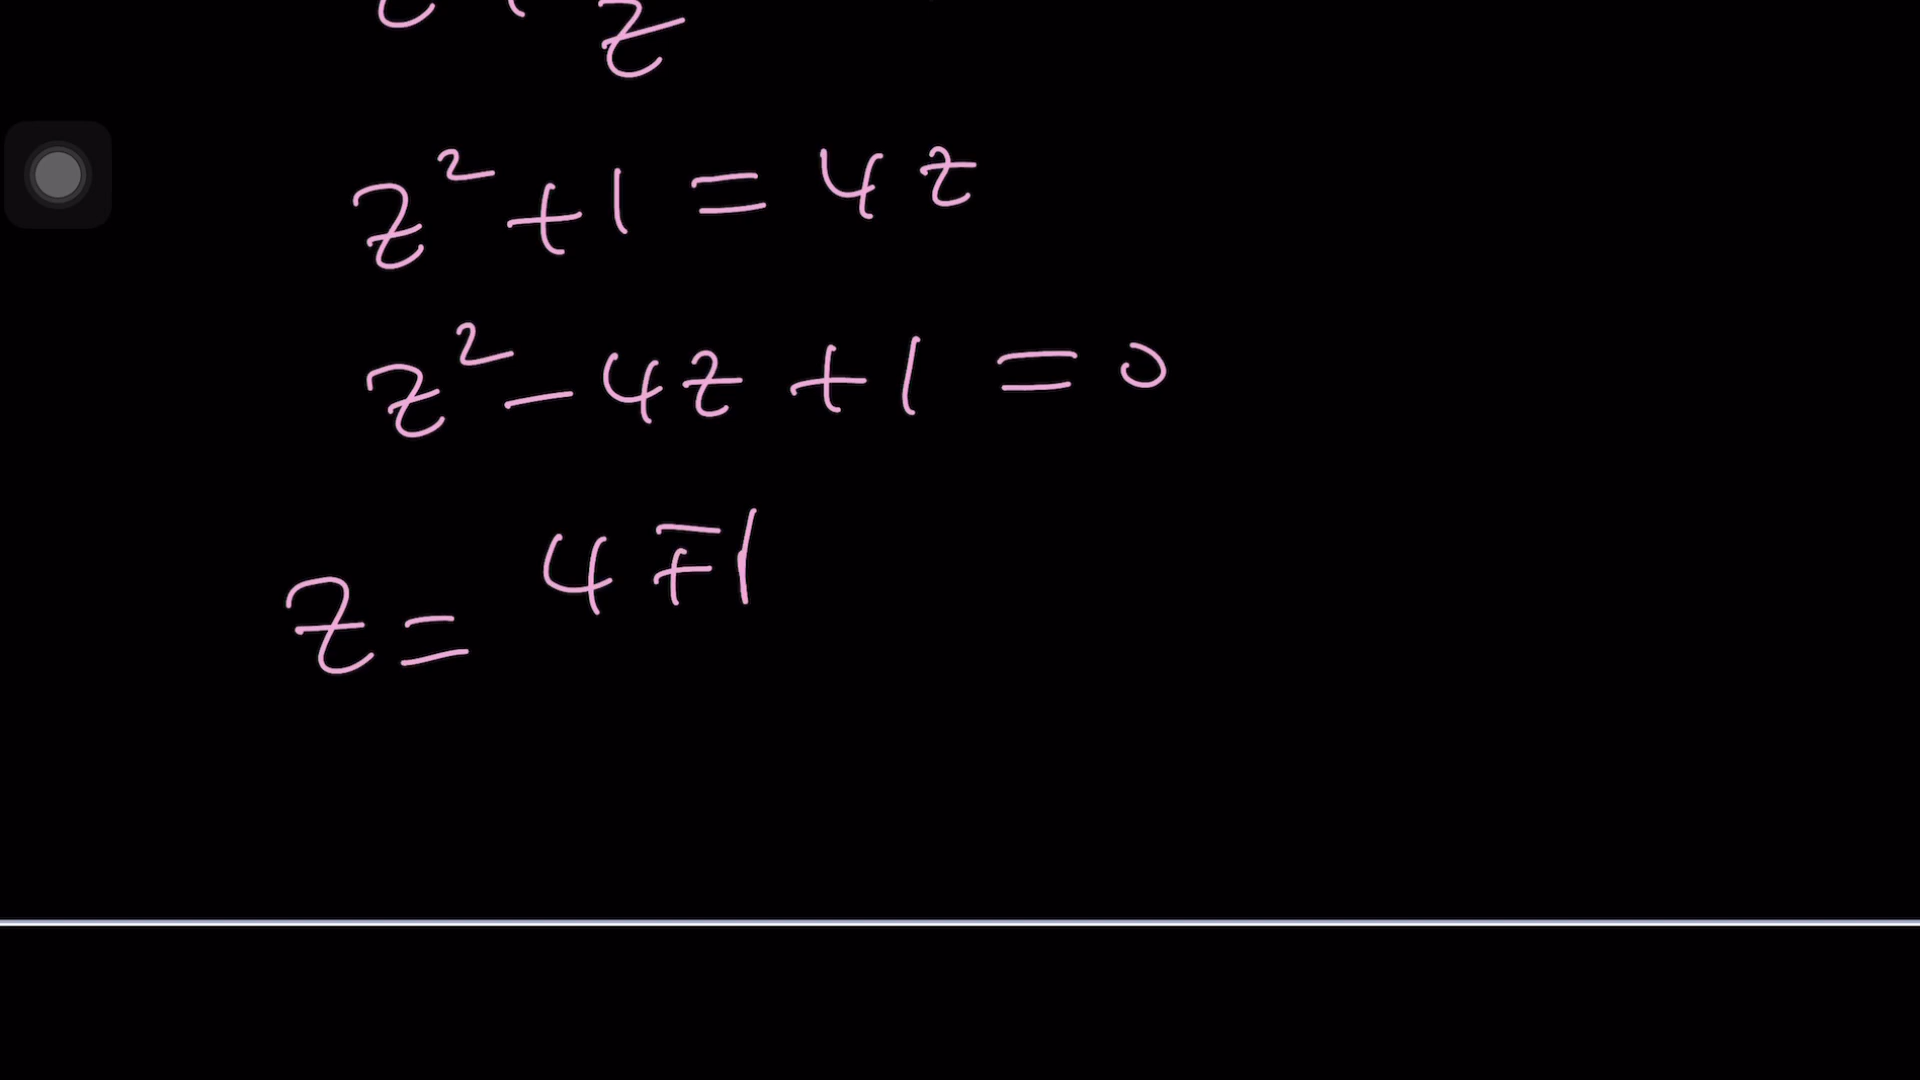 z
z² + 1 = 4z
z² - 4z + 1 = 0
z = 4 ∓ 1